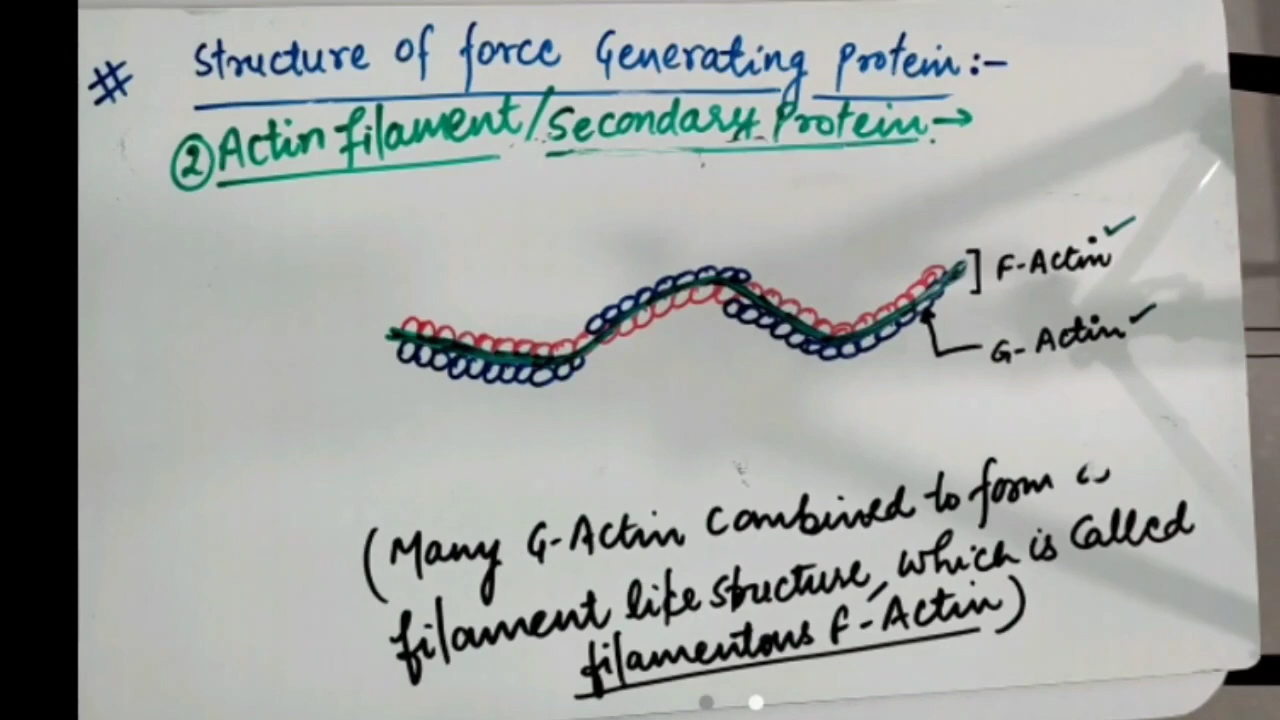 # Structure of force Generating Protein:-
② Actin filament/Secondary Protein→
] F-Actin ✓
G-Actin ✓
(Many G-Actin combined to form
filament like structure, which is called
filamentous F-Actin)